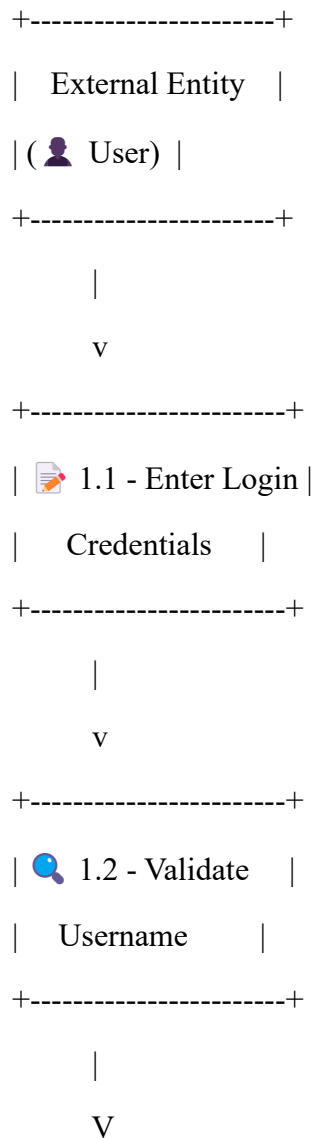 +-----------------------+
|    External Entity    |
| (👤 User)  |
+-----------------------+
|
v
+------------------------+
| 📝 1.1 - Enter Login |
|     Credentials      |
+------------------------+
|
v
+------------------------+
| 🔍 1.2 - Validate     |
|    Username         |
+------------------------+
|
V